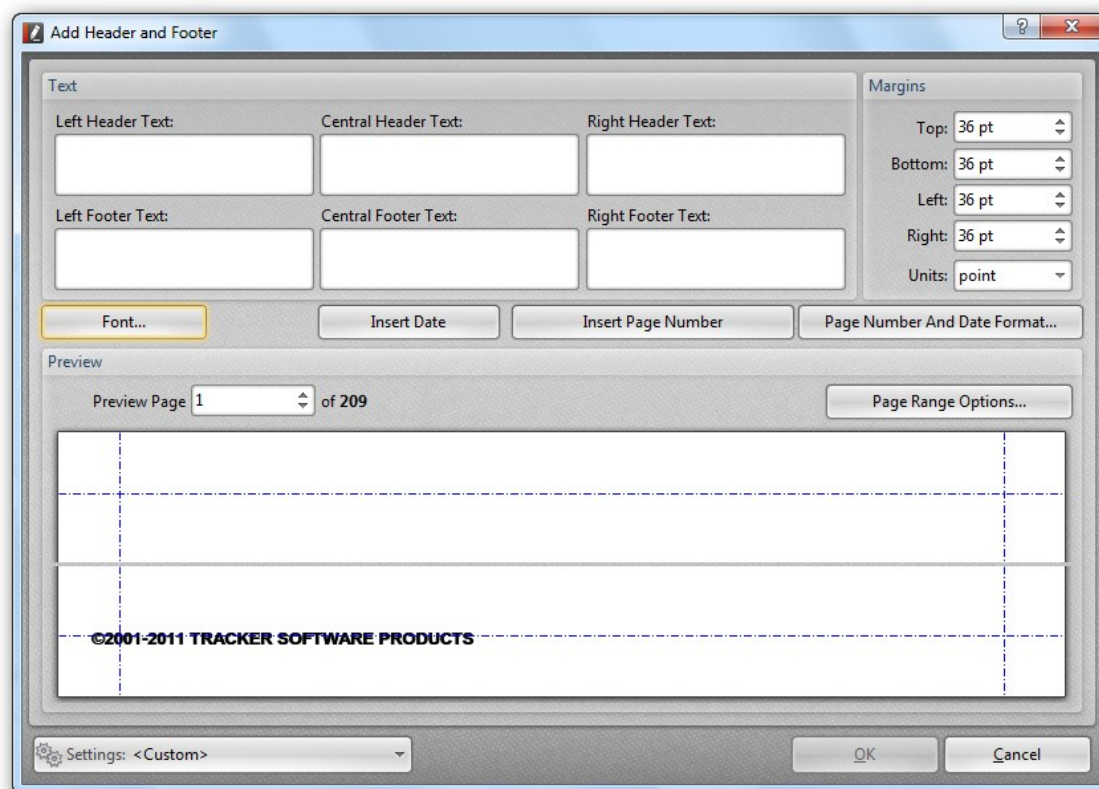 Add Header and Footer
Text
Left Header Text: Central Header Text: Right Header Text:
Left Footer Text: Central Footer Text: Right Footer Text:
Margins
Top: 36 pt
Bottom: 36 pt
Left: 36 pt
Right: 36 pt
Units: point
Font... Insert Date Insert Page Number Page Number And Date Format...
Preview
Preview Page 1 of 209 Page Range Options...
©2001-2011 TRACKER SOFTWARE PRODUCTS
Settings: <Custom> OK Cancel